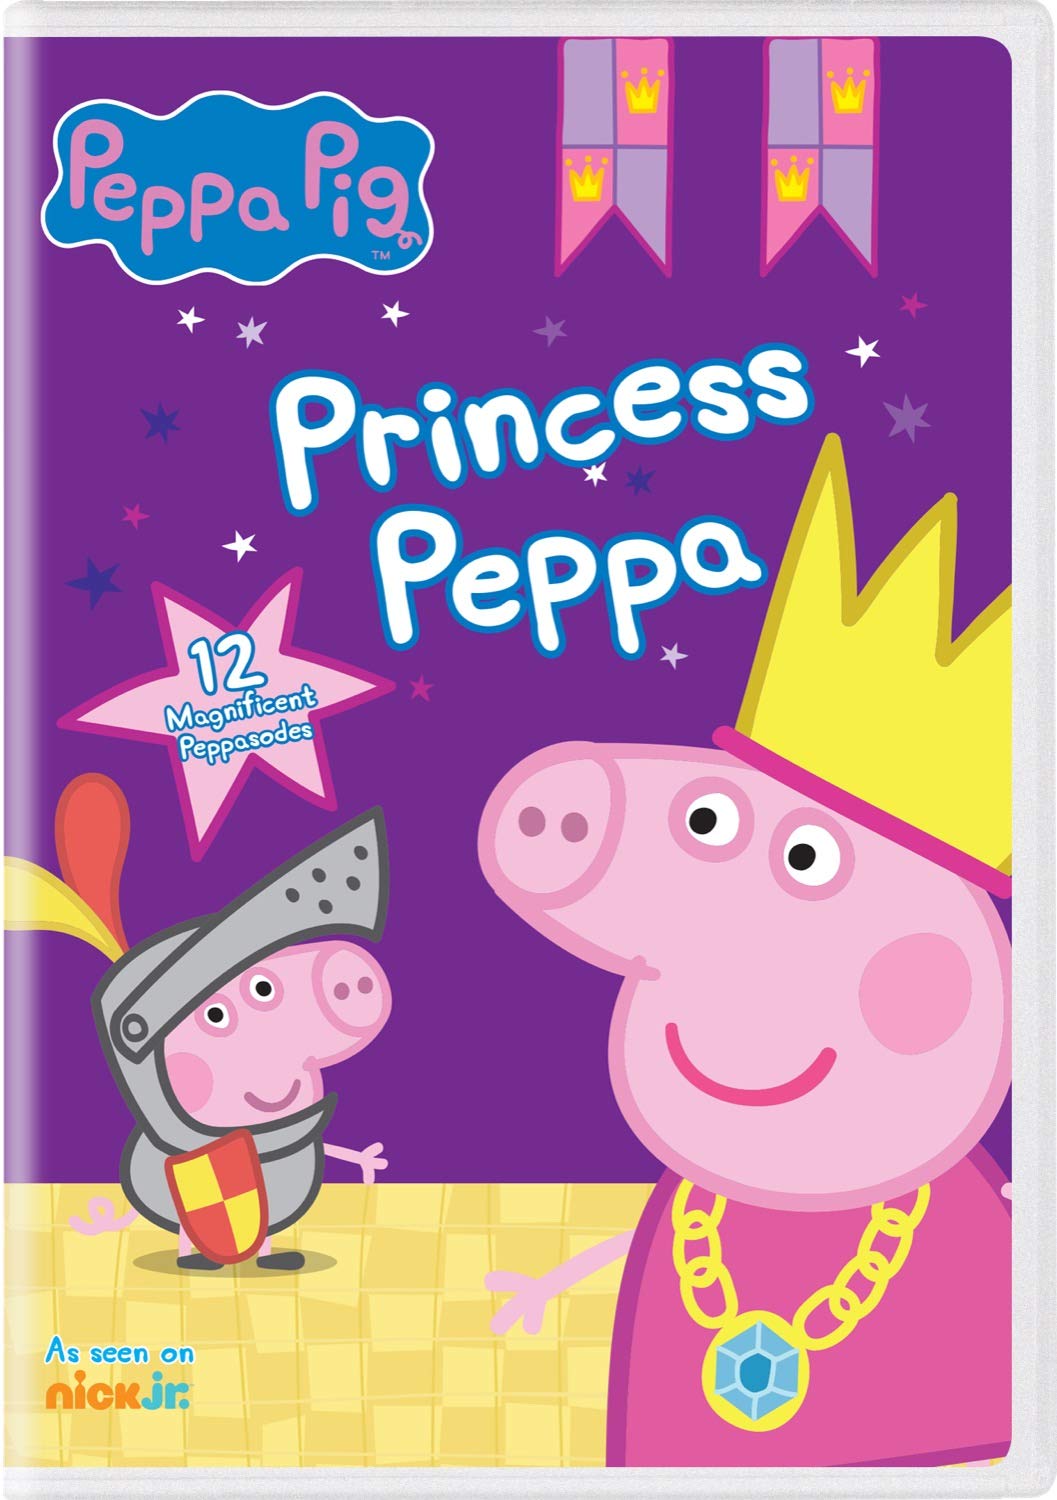 Peppa Pig
TM
Princess
Peppa
12
Magnificent
Peppasodes
As seen on
nick jr.